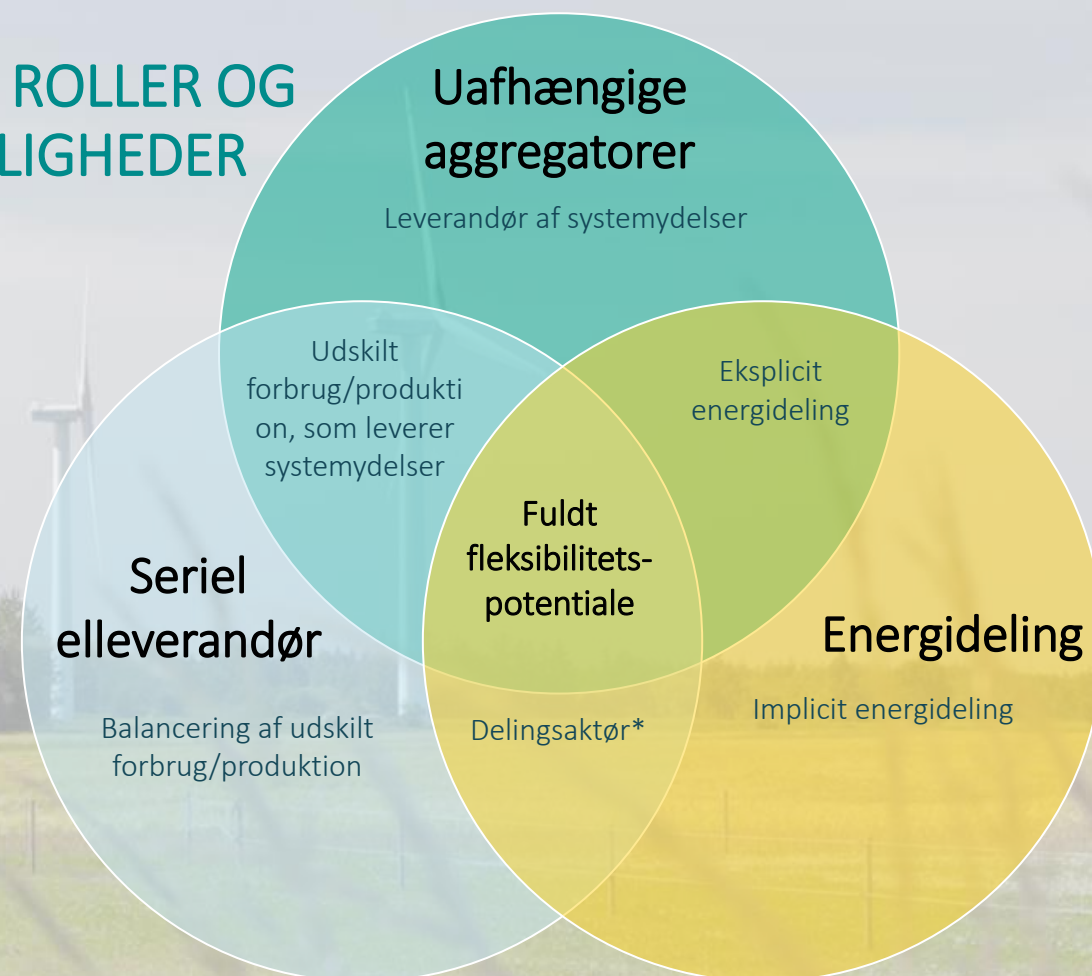 ROLLER OG
LIGHEDER
Uafhængige
aggregatorer
Leverandør af systemydelser
Udskilt
forbrug/produkti
on, som leverer
systemydelser
Eksplicit
energideling
Fuldt
fleksibilitets-
potentiale
Seriel
elleverandør
Balancering af udskilt
forbrug/produktion
Delingsaktør*
Energideling
Implicit energideling